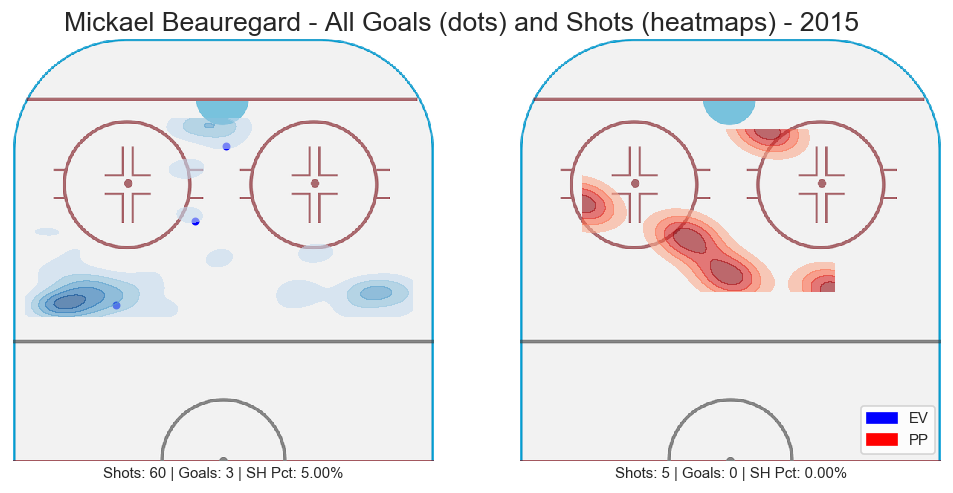 Mickael Beauregard - All Goals (dots) and Shots (heatmaps) - 2015
EV
PP
Shots: 60 | Goals: 3 | SH Pct: 5.00%
Shots: 5 | Goals: 0 | SH Pct: 0.00%